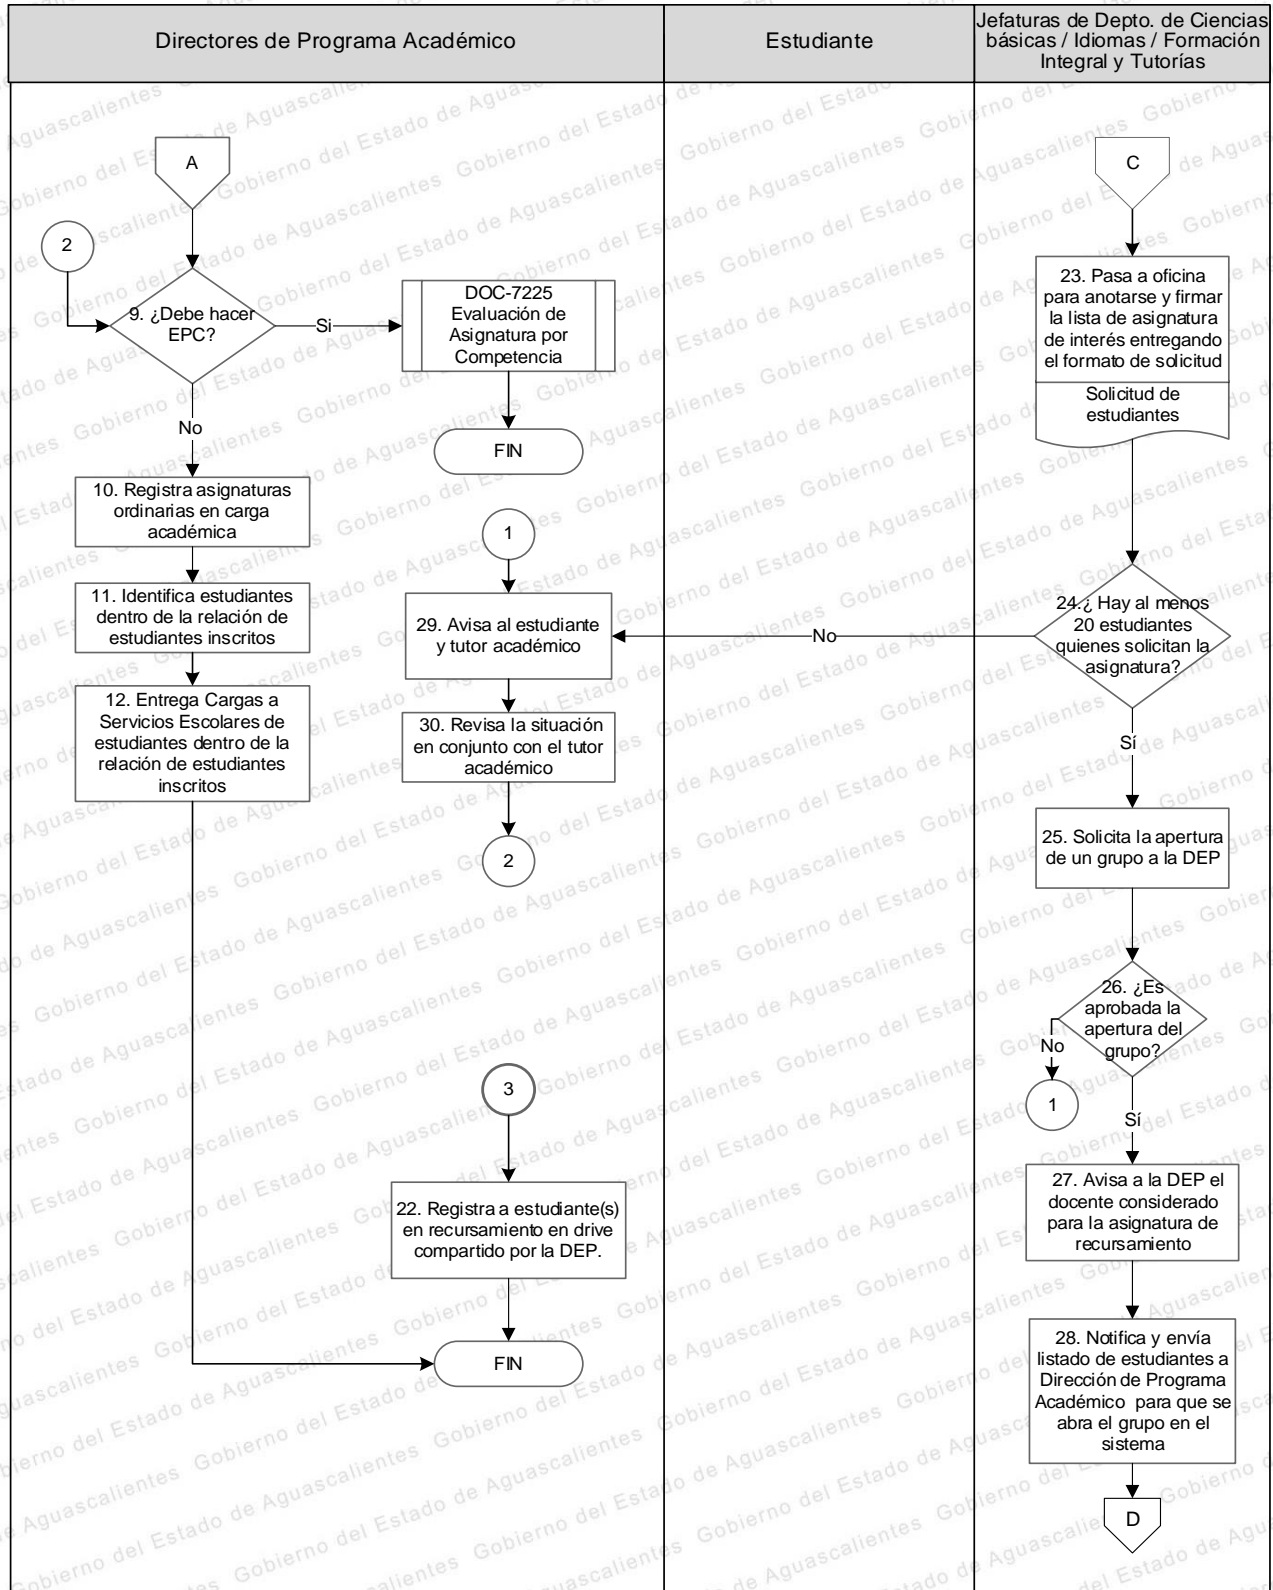 Directores de Programa Académico
Estudiante
Jefaturas de Depto. de Ciencias
básicas / Idiomas / Formación
Integral y Tutorías
A
2
9. ¿Debe hacer
EPC?
Si
DOC-7225
Evaluación de
Asignatura por
Competencia
FIN
No
10. Registra asignaturas
ordinarias en carga
académica
11. Identifica estudiantes
dentro de la relación de
estudiantes inscritos
12. Entrega Cargas a
Servicios Escolares de
estudiantes dentro de la
relación de estudiantes
inscritos
1
29. Avisa al estudiante
y tutor académico
30. Revisa la situación
en conjunto con el tutor
académico
2
3
22. Registra a estudiante(s)
en recursamiento en drive
compartido por la DEP.
FIN
C
23. Pasa a oficina
para anotarse y firmar
la lista de asignatura
de interés entregando
el formato de solicitud
Solicitud de
estudiantes
24.¿ Hay al menos
20 estudiantes
quienes solicitan la
asignatura?
No
Sí
25. Solicita la apertura
de un grupo a la DEP
26. ¿Es
aprobada la
apertura del
grupo?
No
1
Sí
27. Avisa a la DEP el
docente considerado
para la asignatura de
recursamiento
28. Notifica y envía
listado de estudiantes a
Dirección de Programa
Académico para que se
abra el grupo en el
sistema
D
Gobierno del Estado de Aguascalientes